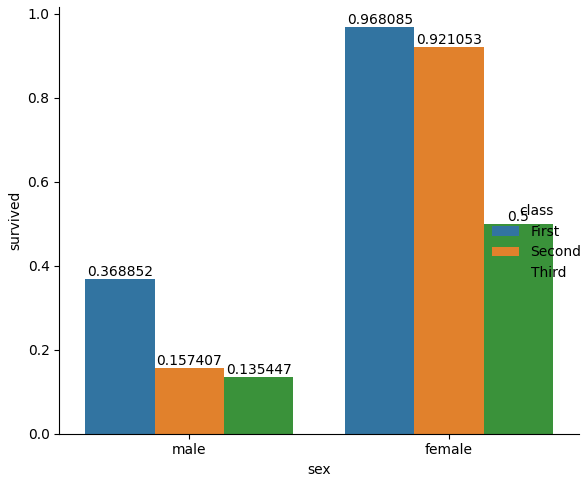 1.0
0.8
0.6
0.4
0.2
0.0
survived
0.368852
0.157407
0.135447
0.968085
0.921053
0.5
class
First
Second
Third
male
female
sex